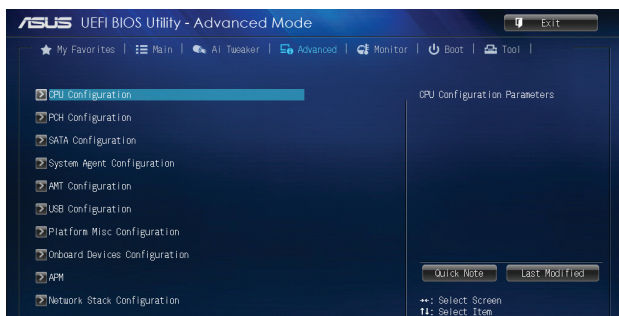 ASUS UEFI BIOS Utility - Advanced Mode
Exit
My Favorites | Main | Ai Tweaker | Advanced | Monitor | Boot | Tool |
CPU Configuration
CPU Configuration Parameters
PCH Configuration
SATA Configuration
System Agent Configuration
AMT Configuration
USB Configuration
Platform Misc Configuration
Onboard Devices Configuration
APM
Quick Note
Last Modified
Network Stack Configuration
→←: Select Screen
↑↓: Select Item